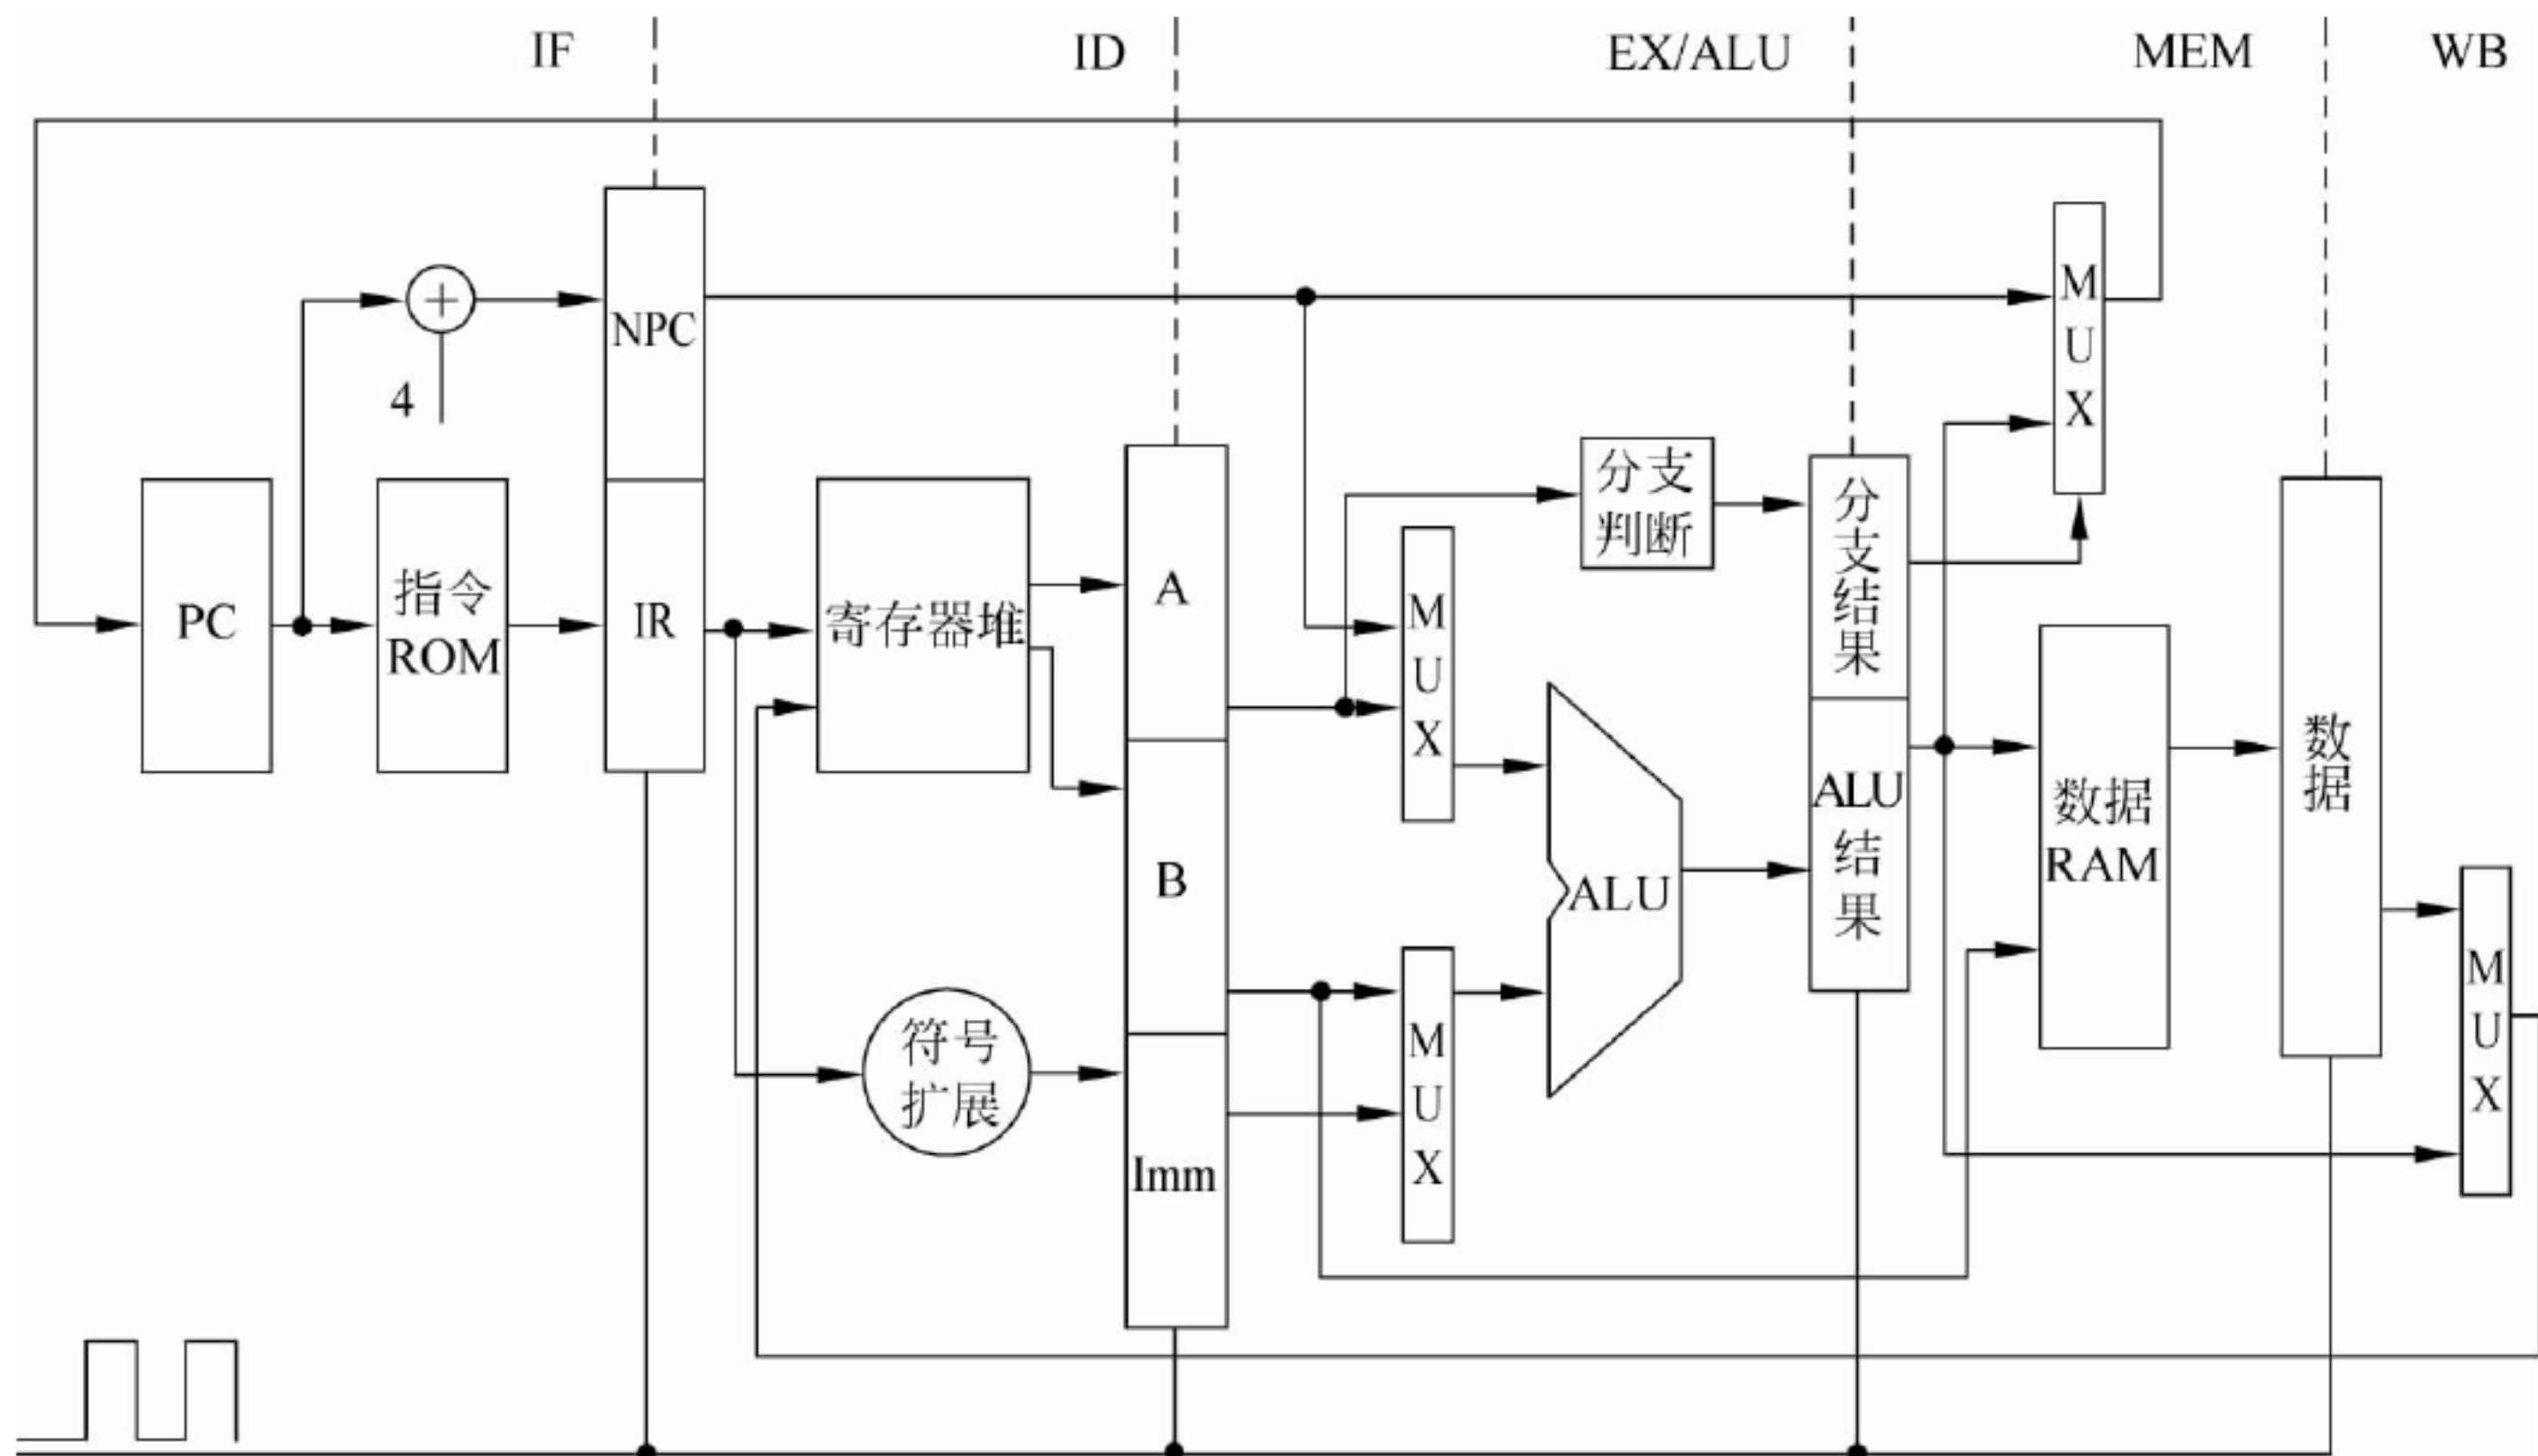 IF
ID
EX/ALU
MEM
WB
+
4
NPC
PC
指令
ROM
IR
寄存器堆
符号
扩展
A
B
Imm
M
U
X
M
U
X
分支
判断
ALU
分
支
结
果
ALU
结
果
M
U
X
数据
RAM
数
据
M
U
X